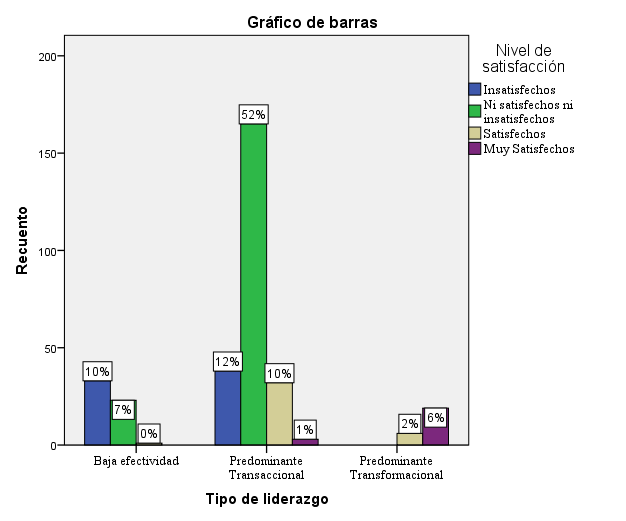 Gráfico de barras
Nivel de
satisfacción
Insatisfechos
Ni satisfechos ni
insatisfechos
Satisfechos
Muy Satisfechos
Recuento
200
150
100
50
0
10%
7%
0%
12%
52%
10%
1%
2%
6%
Baja efectividad
Predominante
Transaccional
Predominante
Transformacional
Tipo de liderazgo